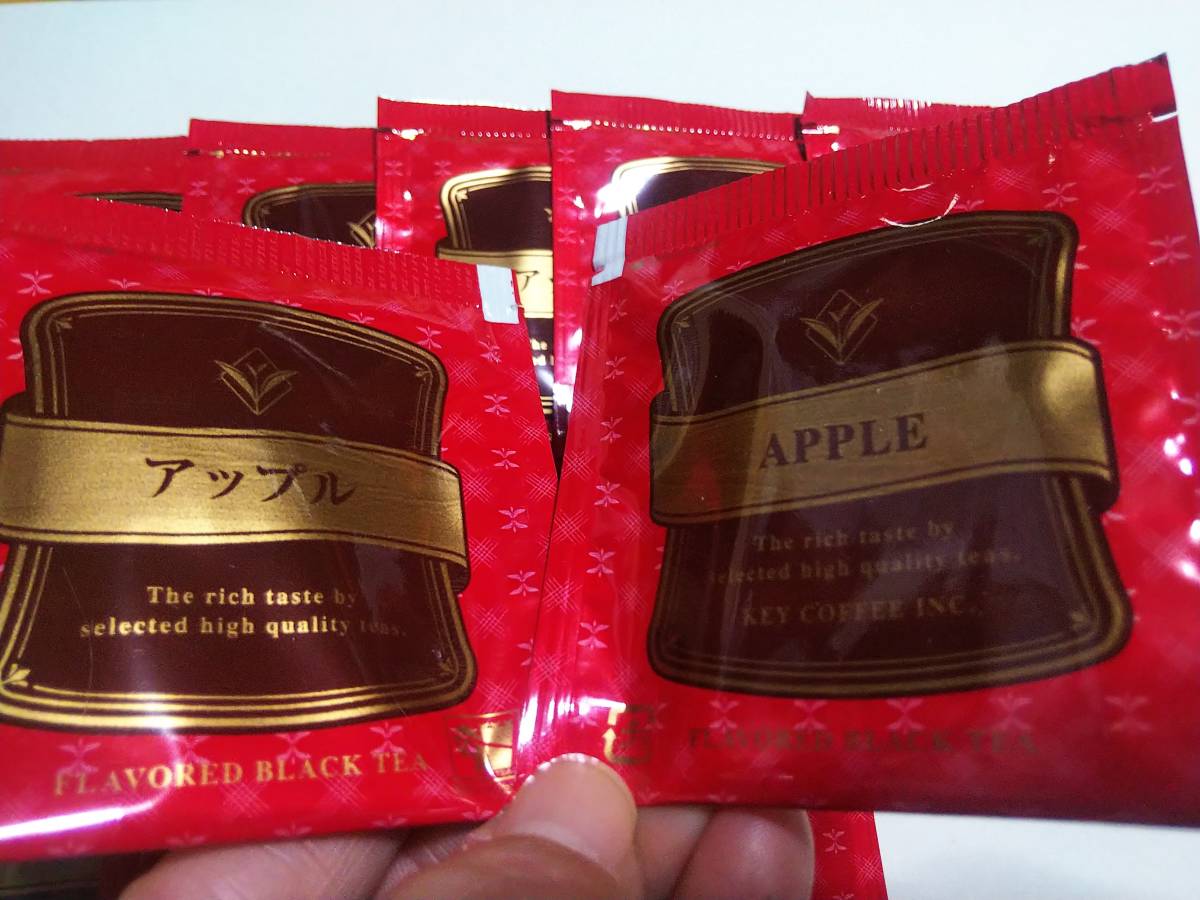 アップル
The rich taste by
selected high quality teas.
FLAVORED BLACK TEA
APPLE
The rich taste by
selected high quality teas.
KEY COFFEE INC.
FLAVORED BLACK TEA